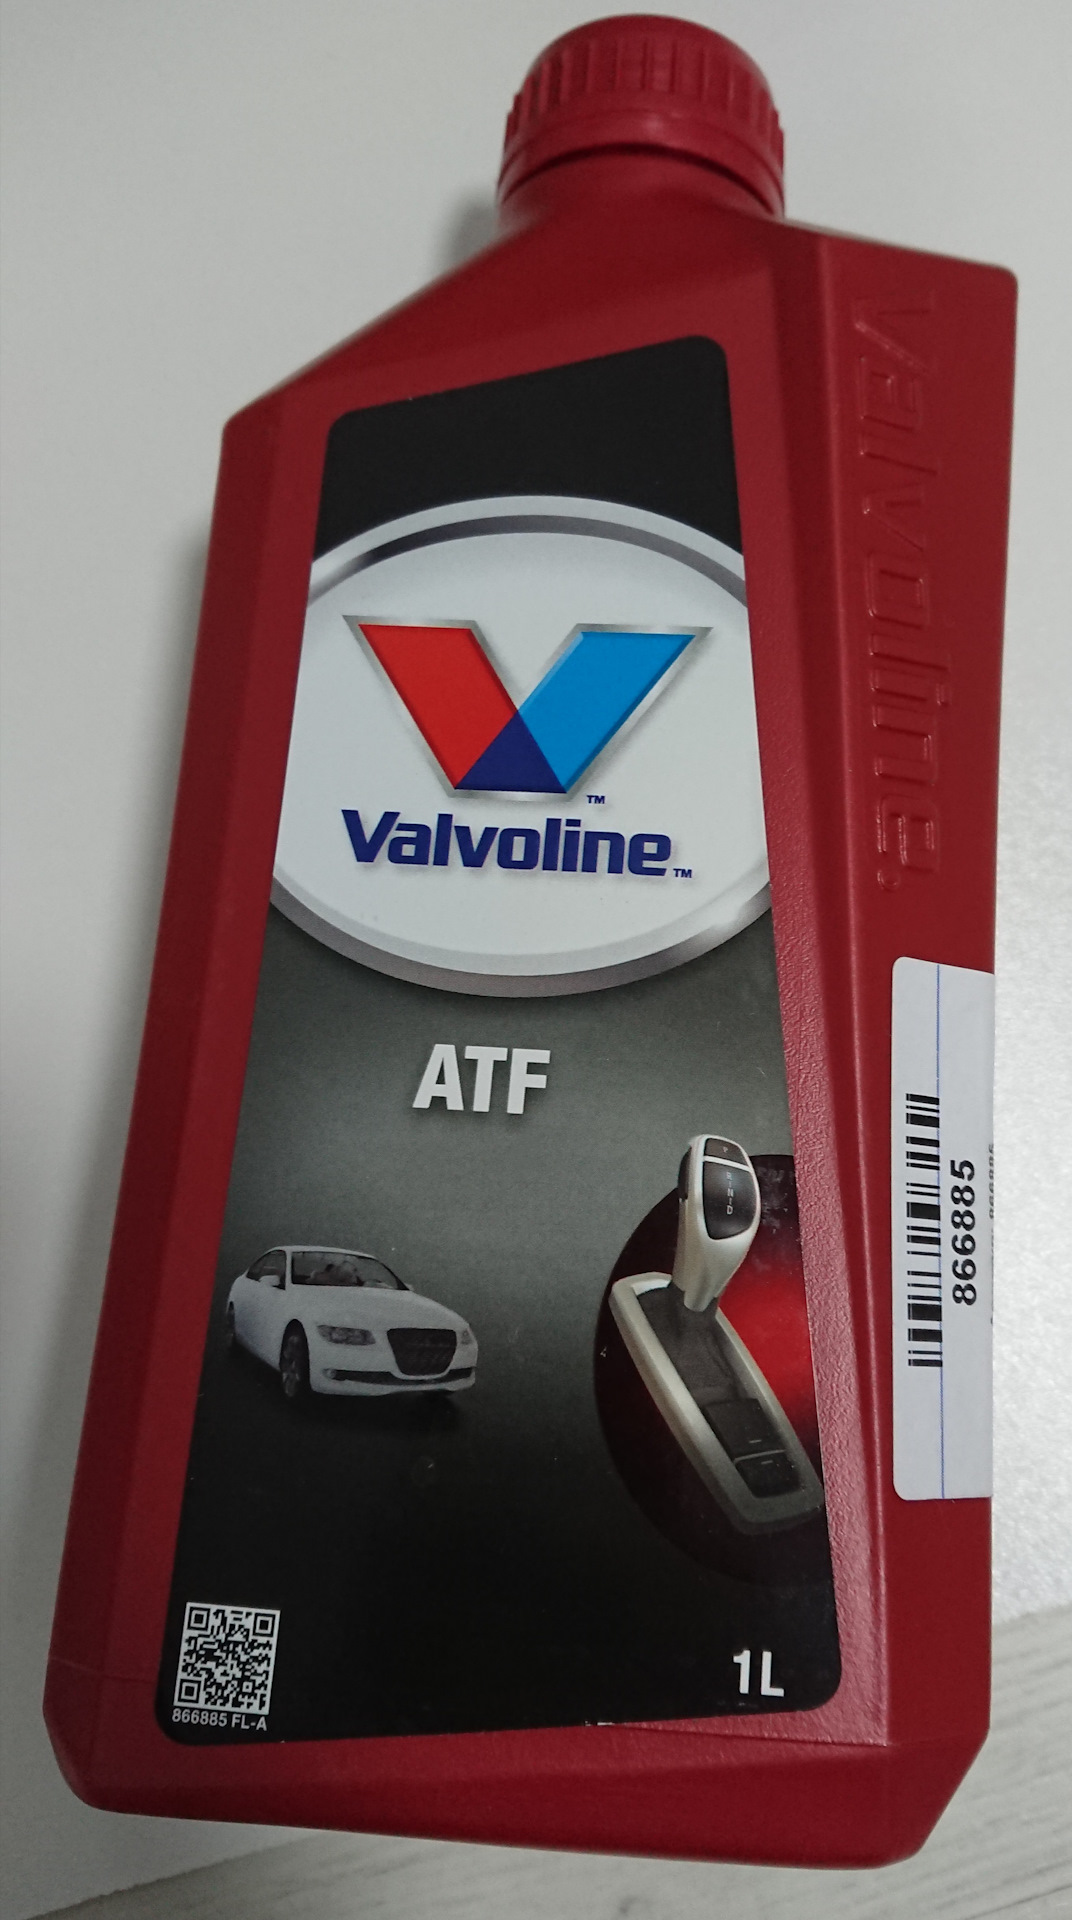 Valvoline™
ATF
1L
866885 FL-A
Valvoline.
866885
P
R
N
D